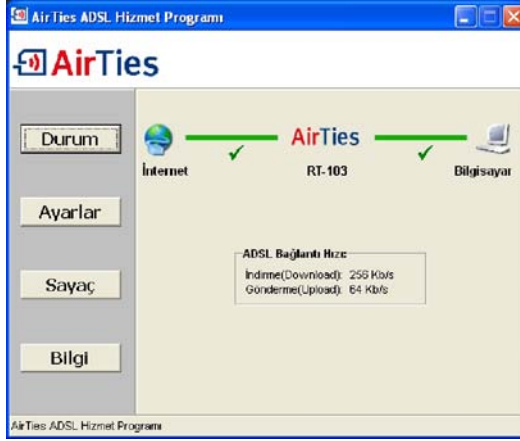 AirTies ADSL Hizmet Programı
AirTies
Durum
Ayarlar
Sayaç
Bilgi
AirTies
İnternet
RT-103
Bilgisayar
ADSL Bağlantı Hızı:
İndirme(Download): 256 Kb/s
Gönderme(Upload): 64 Kb/s
AirTies ADSL Hizmet Programı